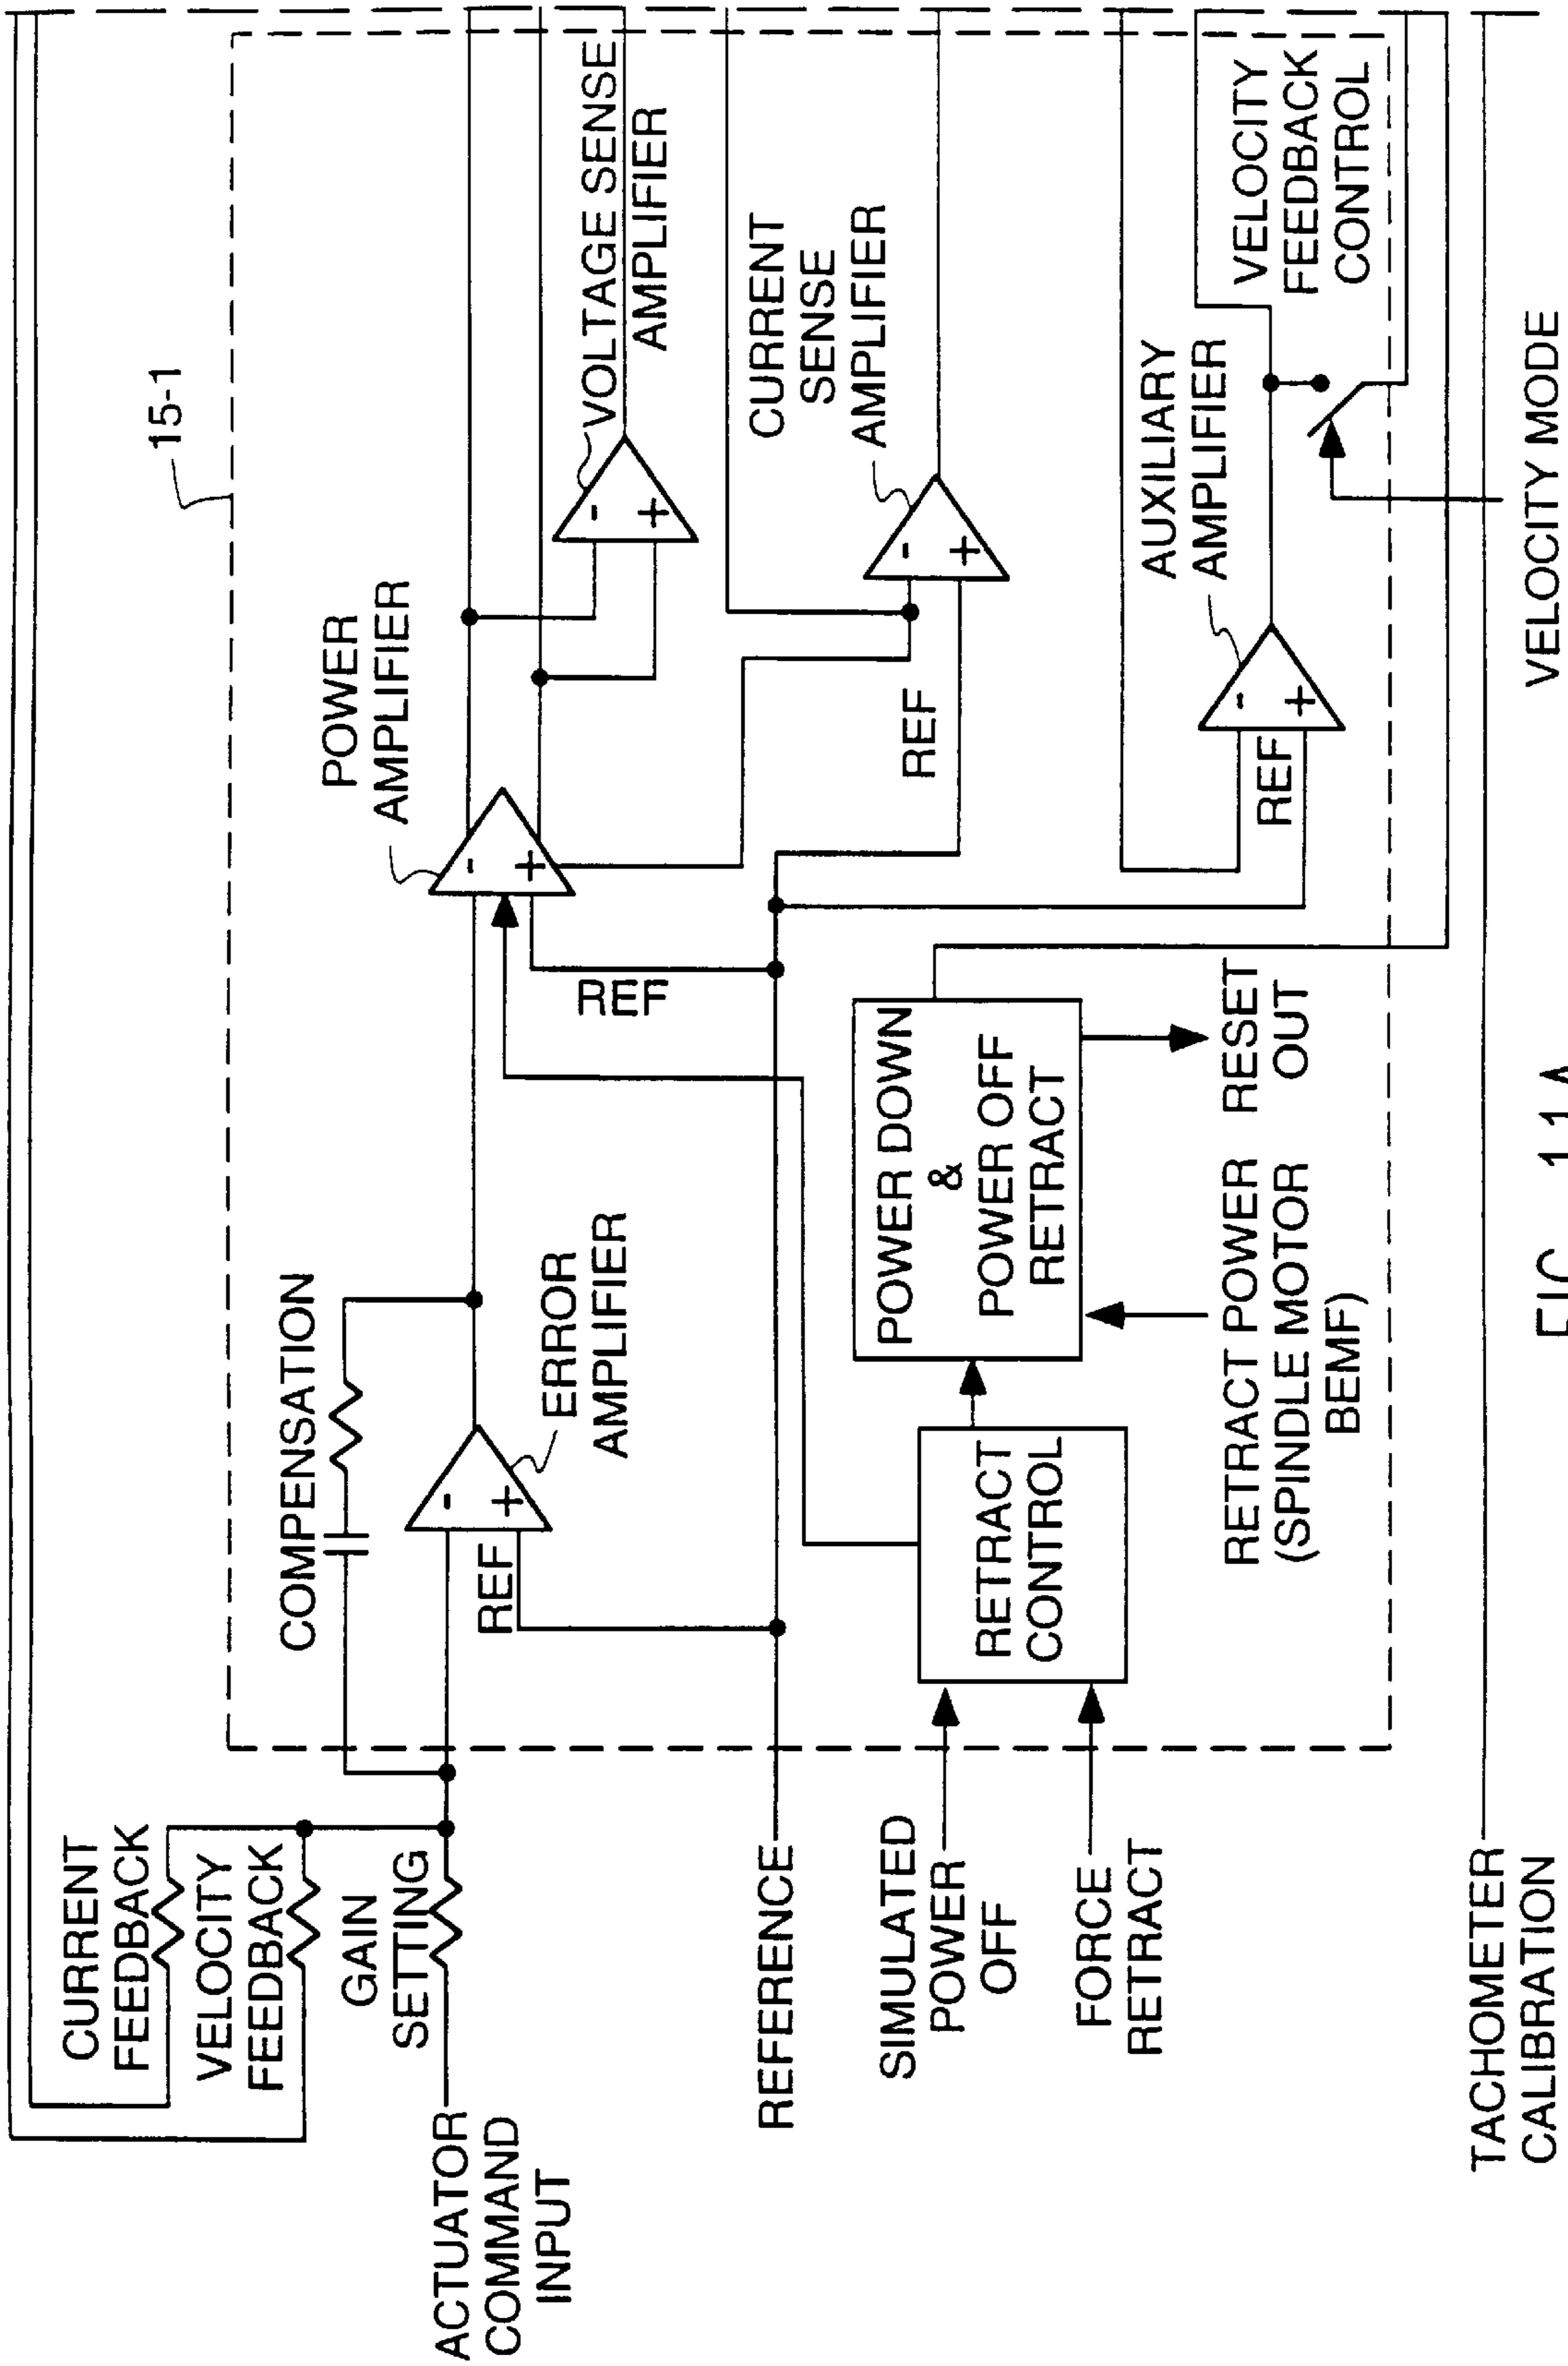 15-1
CURRENT
FEEDBACK
VELOCITY
FEEDBACK
GAIN
SETTING
ACTUATOR
COMMAND
INPUT
COMPENSATION
-
+
REF
ERROR
AMPLIFIER
POWER
AMPLIFIER
-
+
REF
VOLTAGE SENSE
AMPLIFIER
-
+
CURRENT
SENSE
AMPLIFIER
-
+
REF
AUXILIARY
AMPLIFIER
-
+
REF
VELOCITY
FEEDBACK
CONTROL
REFERENCE
SIMULATED
POWER
OFF
FORCE
RETRACT
RETRACT
CONTROL
POWER DOWN
&
POWER OFF
RETRACT
RETRACT POWER
(SPINDLE MOTOR
BEMF)
RESET
OUT
TACHOMETER
CALIBRATION
VELOCITY MODE
FIG. 11A